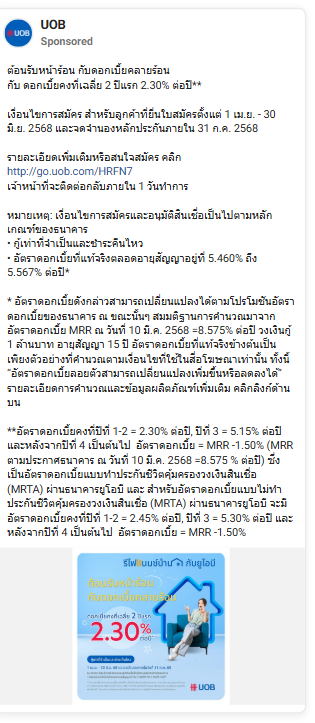 UOB
UOB
Sponsored
ต้อนรับหน้าร้อน กับดอกเบี้ยคลายร้อน
กับ ดอกเบี้ยคงที่เฉลี่ย 2 ปีแรก 2.30% ต่อปี**
เงื่อนไขการสมัคร สำหรับลูกค้าที่ยื่นใบสมัครตั้งแต่ 1 เม.ย. - 30
มิ.ย. 2568 และจดจำนองหลักประกันภายใน 31 ก.ค. 2568
รายละเอียดเพิ่มเติมหรือสนใจสมัคร คลิก
http://go.uob.com/HRFN7
เจ้าหน้าที่จะติดต่อกลับภายใน 1 วันทำการ
หมายเหตุ: เงื่อนไขการสมัครและอนุมัติสินเชื่อเป็นไปตามหลัก
เกณฑ์ของธนาคาร
• กู้เท่าที่จำเป็นและชำระคืนไหว
• อัตราดอกเบี้ยที่แท้จริงตลอดอายุสัญญาอยู่ที่ 5.460% ถึง
5.567% ต่อปี*
* อัตราดอกเบี้ยดังกล่าวสามารถเปลี่ยนแปลงได้ตามโปรโมชันอัตรา
ดอกเบี้ยของธนาคาร ณ ขณะนั้นๆ สมมติฐานการคำนวณมาจาก
อัตราดอกเบี้ย MRR ณ วันที่ 10 มี.ค. 2568 =8.575% ต่อปี วงเงินกู้
1 ล้านบาท อายุสัญญา 15 ปี อัตราดอกเบี้ยที่แท้จริงข้างต้นเป็น
เพียงตัวอย่างที่คำนวณตามเงื่อนไขที่ใช้ในสื่อโฆษณาเท่านั้น ทั้งนี้
"อัตราดอกเบี้ยลอยตัวสามารถเปลี่ยนแปลงเพิ่มขึ้นหรือลดลงได้"
รายละเอียดการคำนวณและข้อมูลผลิตภัณฑ์เพิ่มเติม คลิกลิงก์ด้าน
บน
**อัตราดอกเบี้ยคงที่ปีที่ 1-2 = 2.30% ต่อปี, ปีที่ 3 = 5.15% ต่อปี
และหลังจากปีที่ 4 เป็นต้นไป อัตราดอกเบี้ย = MRR -1.50% (MRR
ตามประกาศธนาคาร ณ วันที่ 10 มี.ค. 2568 =8.575 % ต่อปี) ซึ่ง
เป็นอัตราดอกเบี้ยแบบทำประกันชีวิตคุ้มครองวงเงินสินเชื่อ
(MRTA) ผ่านธนาคารยูโอบี และ สำหรับอัตราดอกเบี้ยแบบไม่ทำ
ประกันชีวิตคุ้มครองวงเงินสินเชื่อ (MRTA) ผ่านธนาคารยูโอบี จะมี
อัตราดอกเบี้ยคงที่ปีที่ 1-2 = 2.45% ต่อปี, ปีที่ 3 = 5.30% ต่อปี และ
หลังจากปีที่ 4 เป็นต้นไป อัตราดอกเบี้ย = MRR -1.50%
รีไฟแนนซ์บ้าน กับยูโอบี
ต้อนรับหน้าร้อน
กับดอกเบี้ยคลายร้อน
ดอกเบี้ยคงที่เฉลี่ย 2 ปีแรก
2.30% ต่อปี
UOB